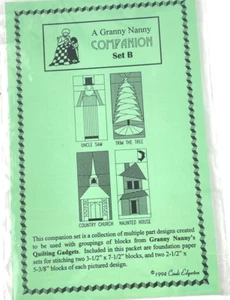 A Granny Nanny
COMPANION
Set B
UNCLE SAM
TRIM THE TREE
COUNTRY CHURCH
HAUNTED HOUSE
This companion set is a collection of multiple part designs created
to be used with groupings of blocks from Granny Nanny's
Quilting Gadgets. Included in this packet are foundation paper
sets for stitching two 3-1/2" x 7-1/2" blocks, and two 2-1/2" x
5-3/8" blocks of each pictured design.
© 1994 Cindi Edgerton